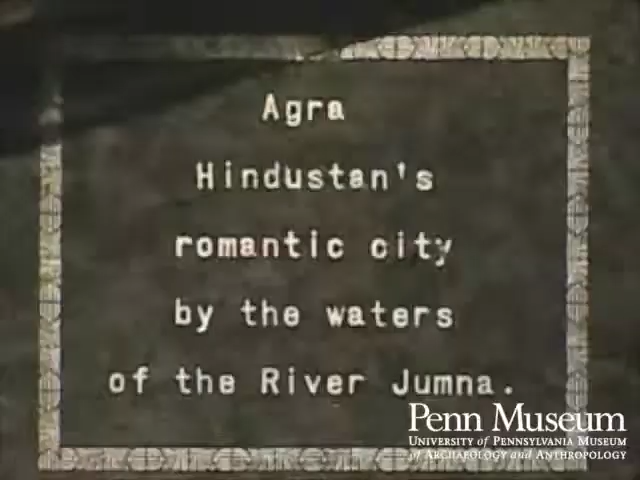 Agra
Hindustan's
romantic city
by the waters
of the River Jumna.
Penn Museum
UNIVERSITY of PENNSYLVANIA MUSEUM
of ARCHAEOLOGY and ANTHROPOLOGY